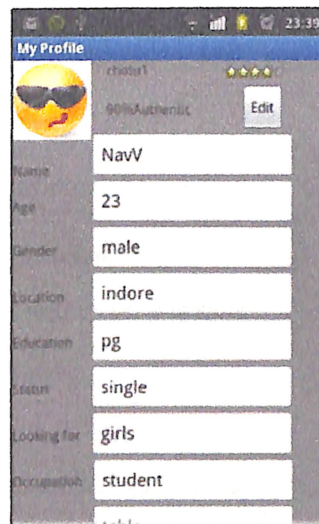 23:39
My Profile
chotu1
90%Authentic
Edit
Name
NavV
Age
23
Gender
male
Location
indore
Education
pg
Status
single
Looking for
girls
Occupation
student